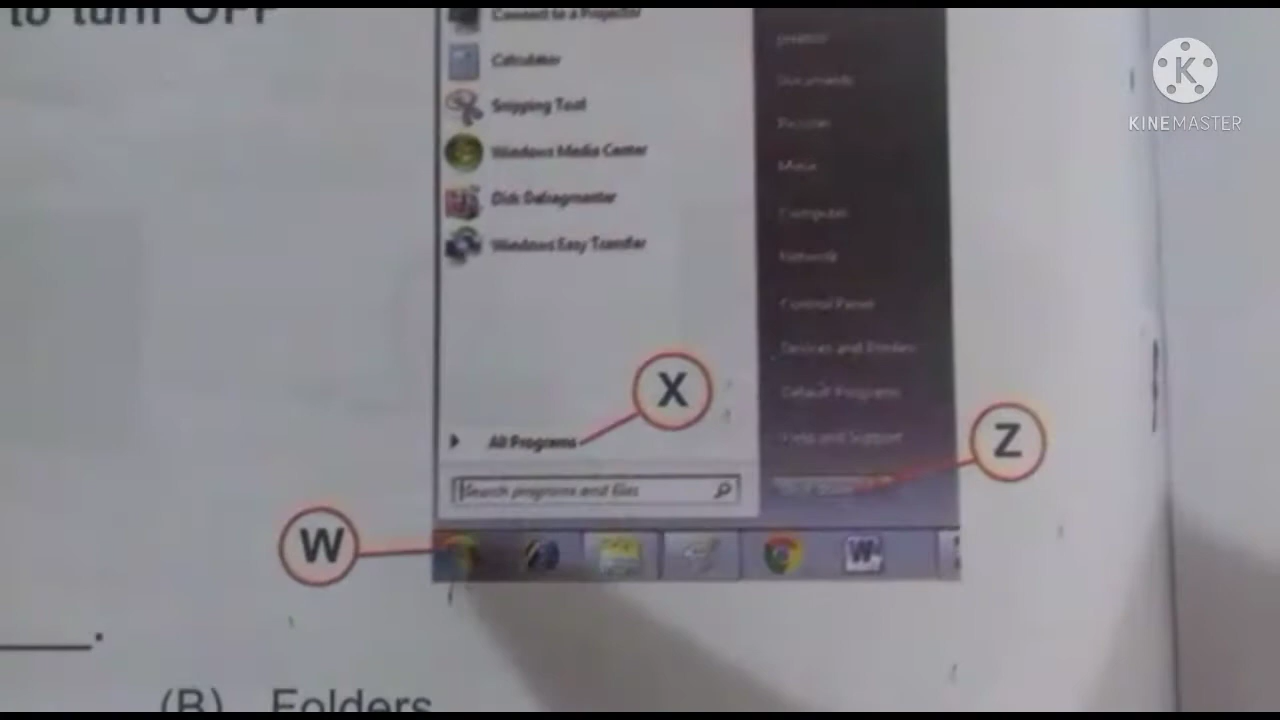 to turn OFF
Connect to a Projector
Calculator
Snipping Tool
Windows Media Center
Disk Defragmenter
Windows Easy Transfer
All Programs
Search programs and files
Documents
Pictures
Music
Computer
Network
Control Panel
Devices and Printers
Default Programs
Help and Support
X
Z
W
W
.
(B) Folders
K
KINEMASTER